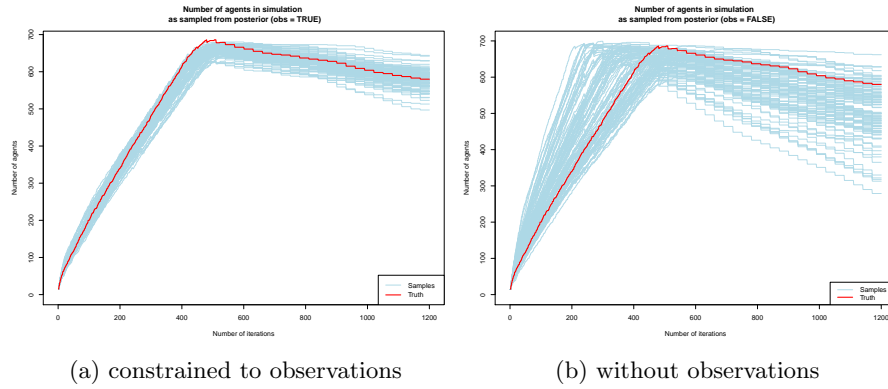 Number of agents in simulation
as sampled from posterior (obs = TRUE)
Number of agents
700
600
500
400
300
200
100
0
0
200
400
600
800
1000
1200
Number of iterations
Samples
Truth
(a) constrained to observations
Number of agents in simulation
as sampled from posterior (obs = FALSE)
Number of agents
700
600
500
400
300
200
100
0
0
200
400
600
800
1000
1200
Number of iterations
Samples
Truth
(b) without observations